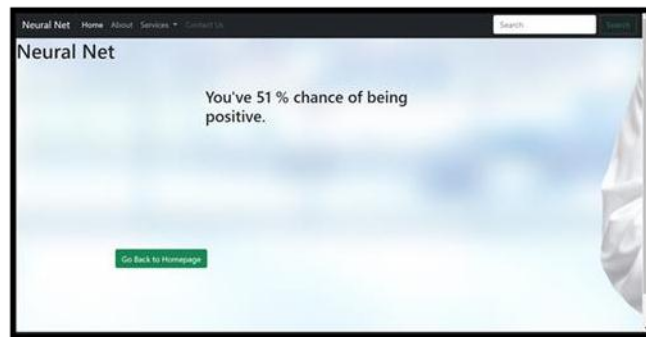 Neural Net Home About Services Contact Us Search Search
Neural Net
You've 51 % chance of being
positive.
Go Back to Homepage